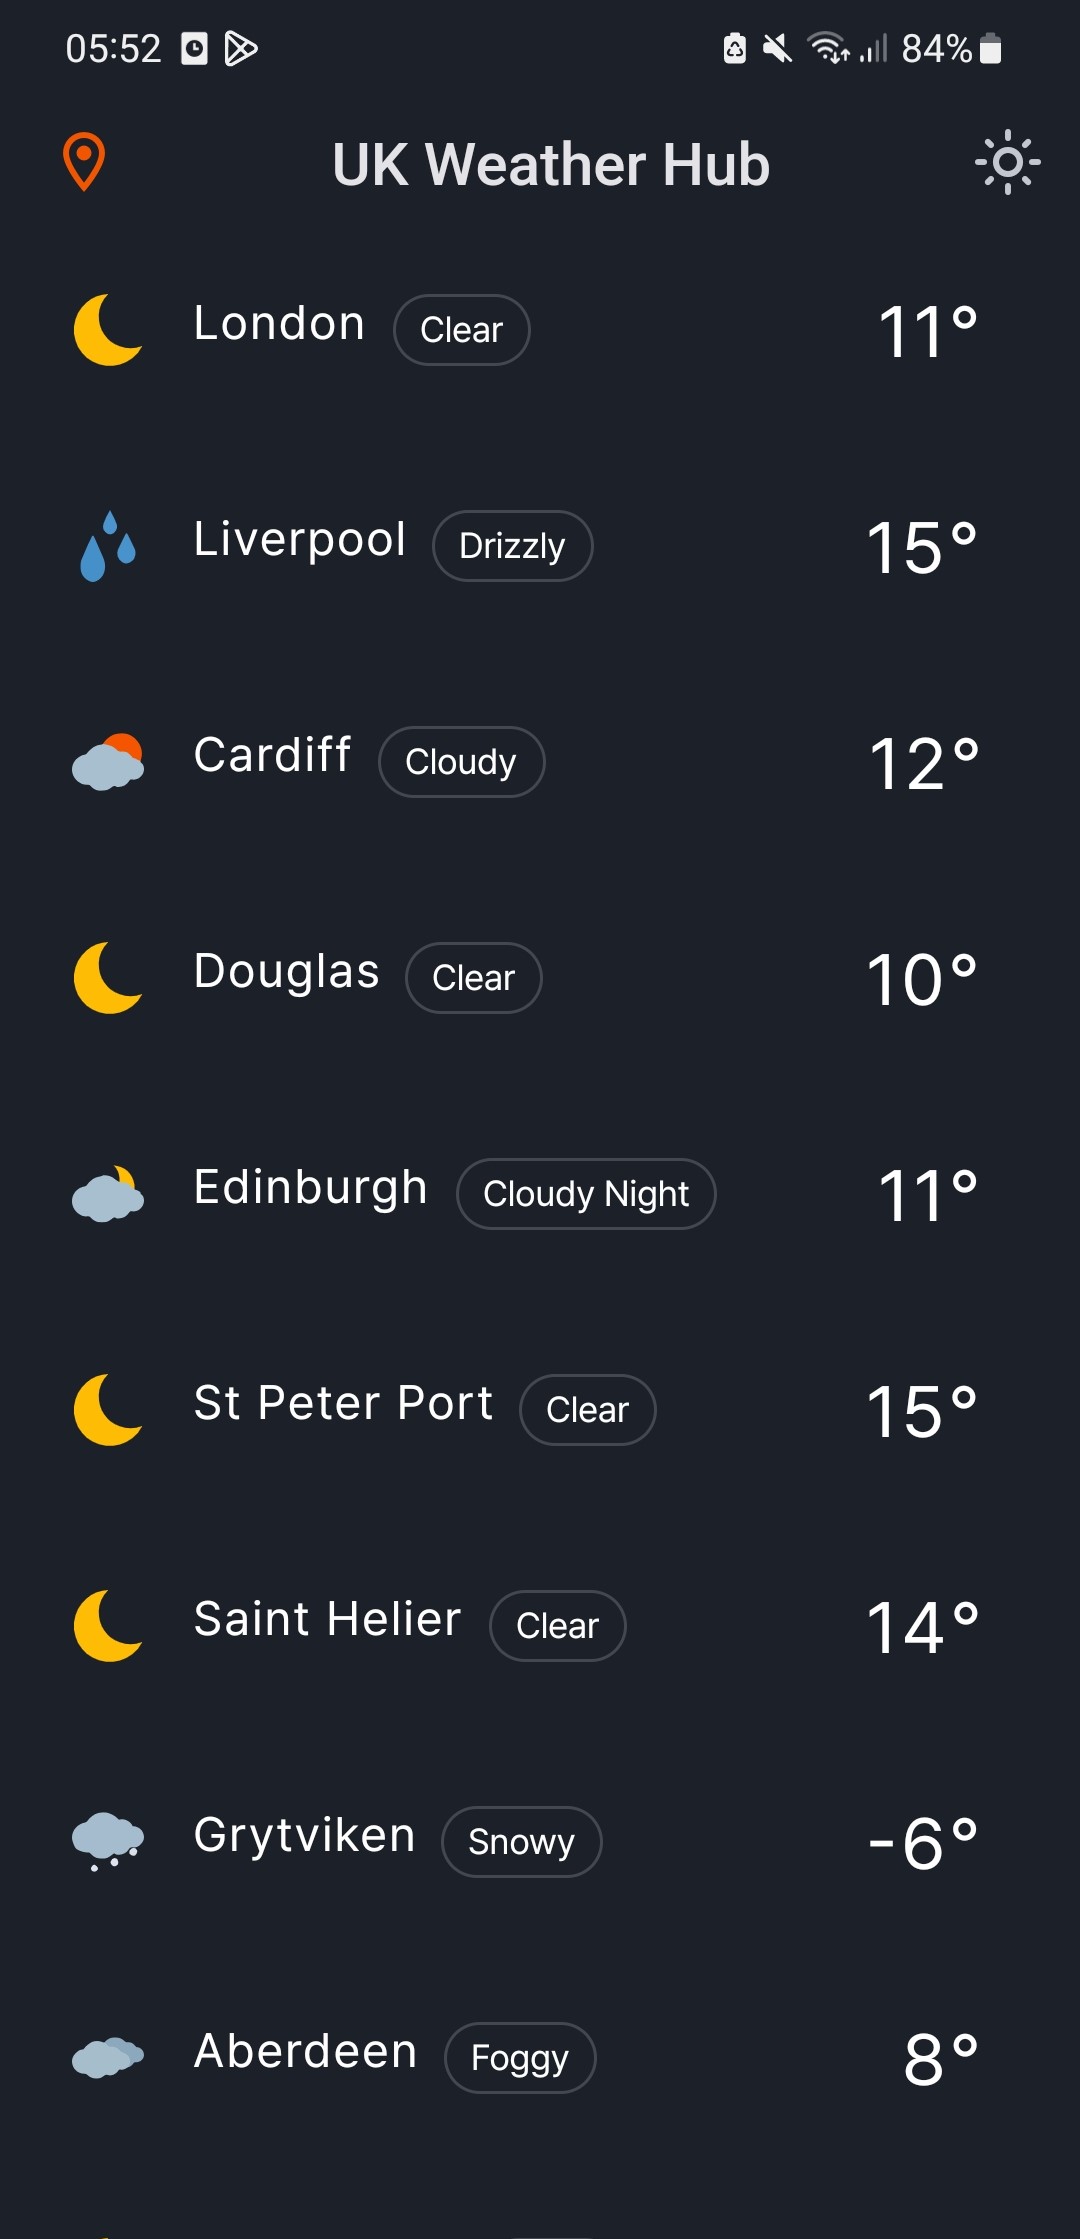 05:52 84%
UK Weather Hub
London Clear 11°
Liverpool Drizzly 15°
Cardiff Cloudy 12°
Douglas Clear 10°
Edinburgh Cloudy Night 11°
St Peter Port Clear 15°
Saint Helier Clear 14°
Grytviken Snowy -6°
Aberdeen Foggy 8°